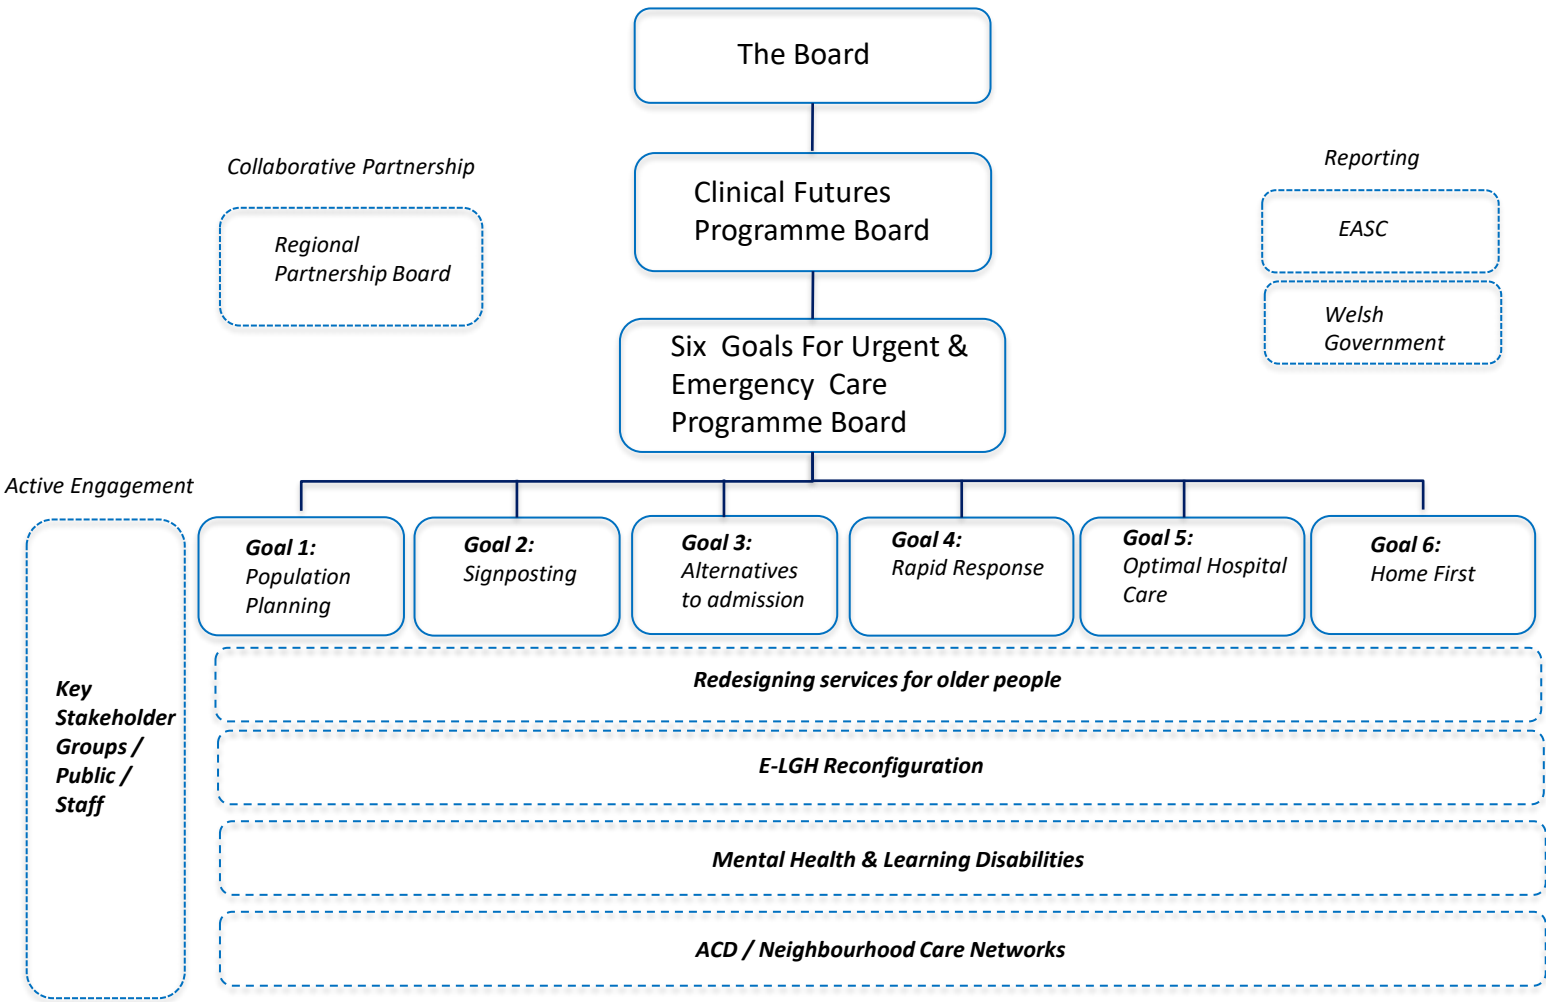 The Board
Collaborative Partnership
Reporting
Clinical Futures
Programme Board
Regional
Partnership Board
EASC
Welsh
Government
Six Goals For Urgent &
Emergency Care
Programme Board
Active Engagement
Goal 1:
Population
Planning
Goal 2:
Signposting
Goal 3:
Alternatives
to admission
Goal 4:
Rapid Response
Goal 5:
Optimal Hospital
Care
Goal 6:
Home First
Key
Stakeholder
Groups /
Public /
Staff
Redesigning services for older people
E-LGH Reconfiguration
Mental Health & Learning Disabilities
ACD / Neighbourhood Care Networks